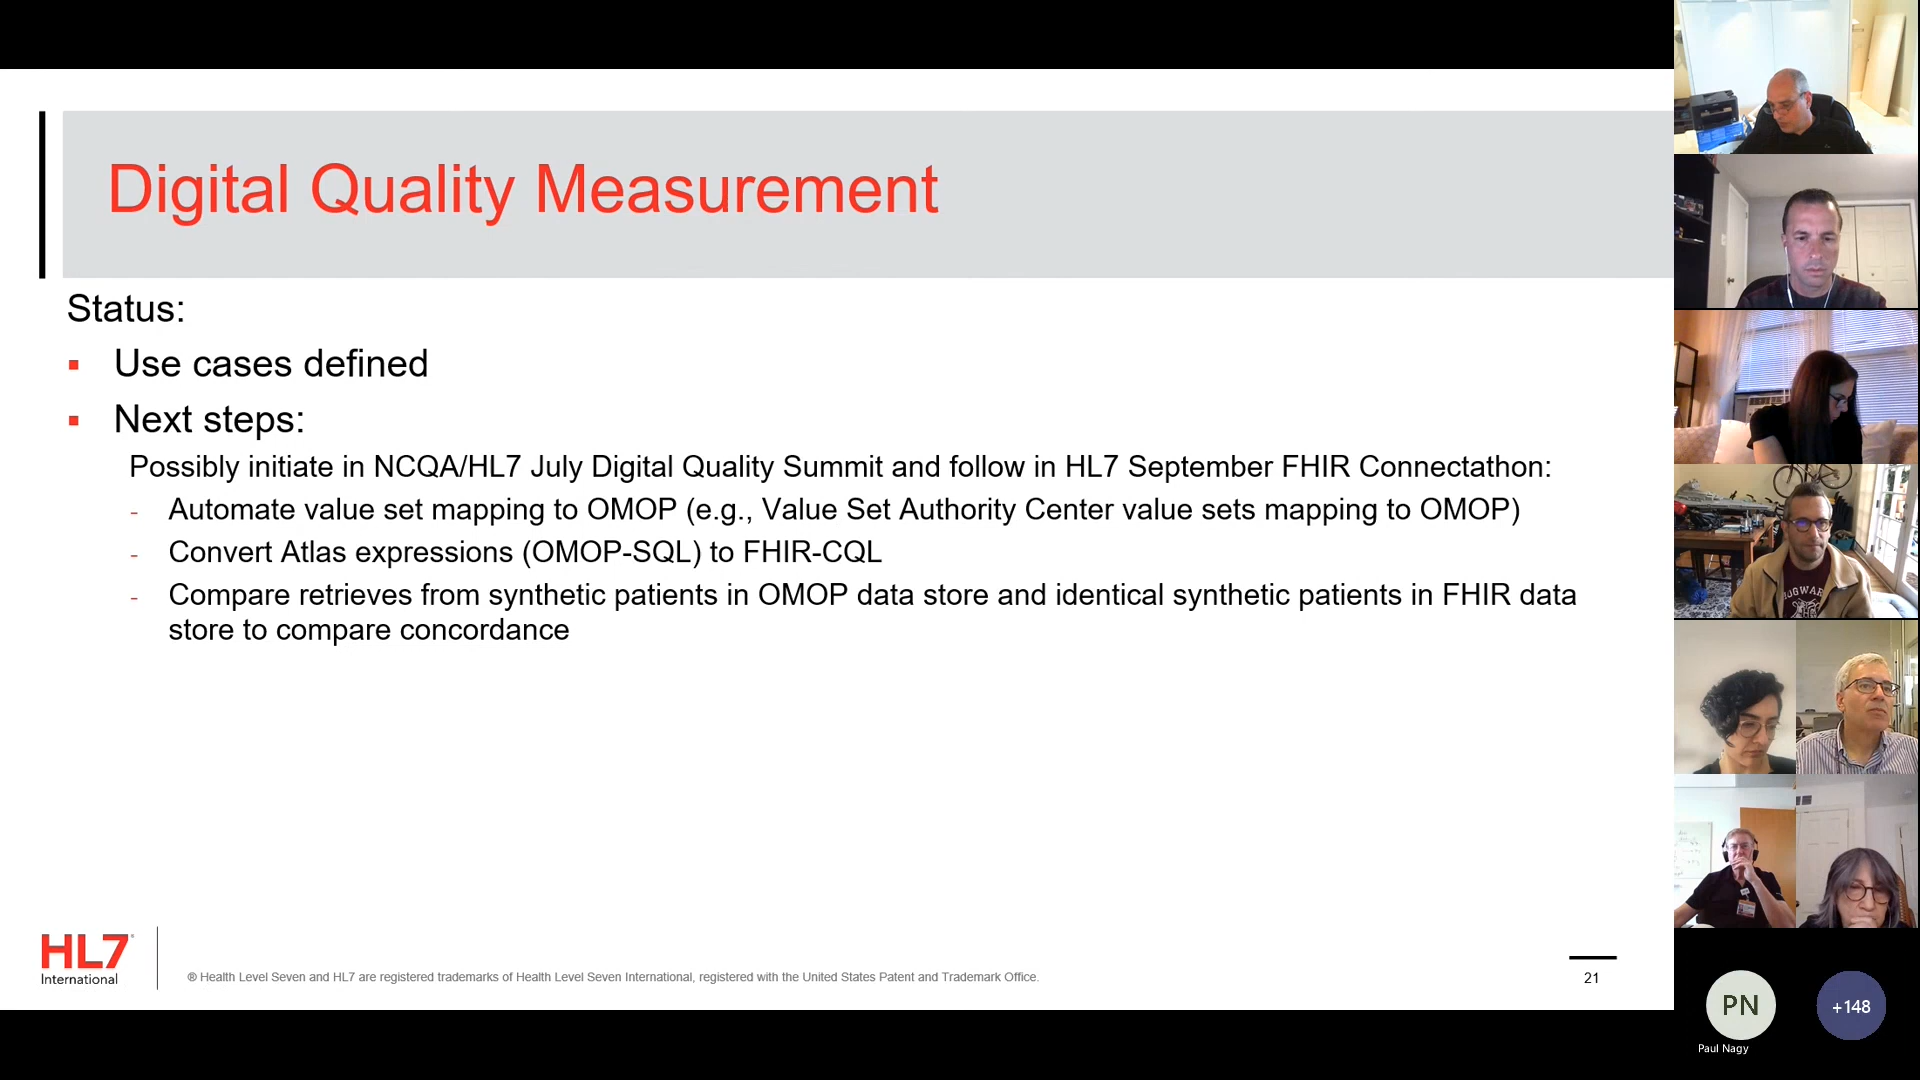 Digital Quality Measurement
Status:
▪ Use cases defined
▪ Next steps:
Possibly initiate in NCQA/HL7 July Digital Quality Summit and follow in HL7 September FHIR Connectathon:
- Automate value set mapping to OMOP (e.g., Value Set Authority Center value sets mapping to OMOP)
- Convert Atlas expressions (OMOP-SQL) to FHIR-CQL
- Compare retrieves from synthetic patients in OMOP data store and identical synthetic patients in FHIR data
store to compare concordance
HL7
International
® Health Level Seven and HL7 are registered trademarks of Health Level Seven International, registered with the United States Patent and Trademark Office.
21
HOGWAR
PN
+148
Paul Nagy